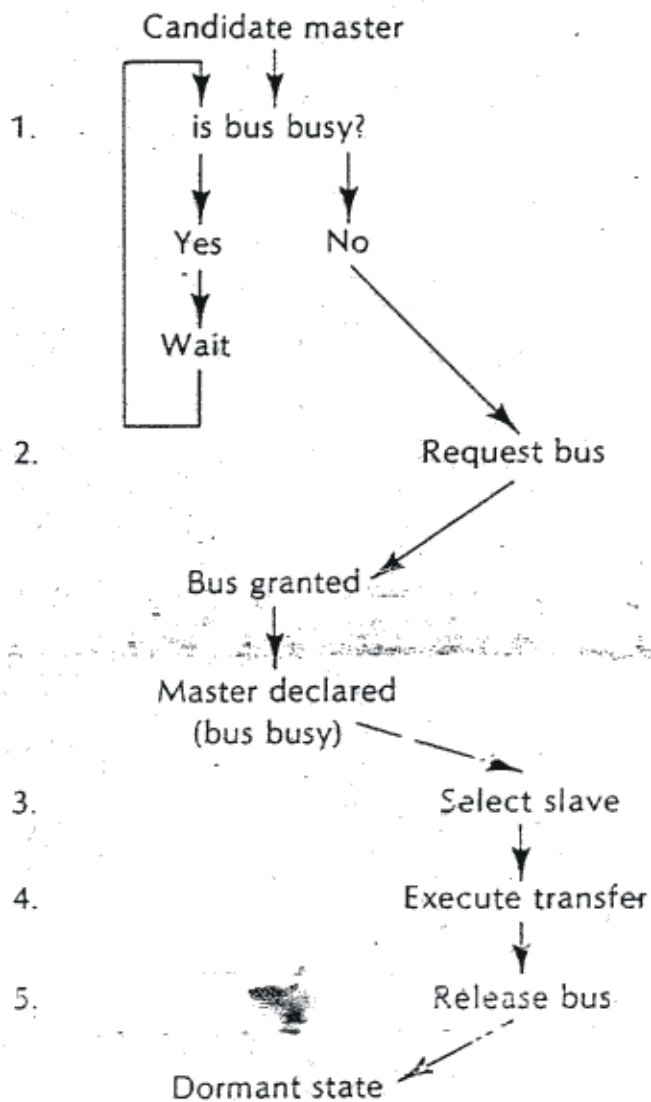 Candidate master
1. is bus busy?
Yes No
Wait
2. Request bus
Bus granted
Master declared
(bus busy)
3. Select slave
4. Execute transfer
5. Release bus
Dormant state